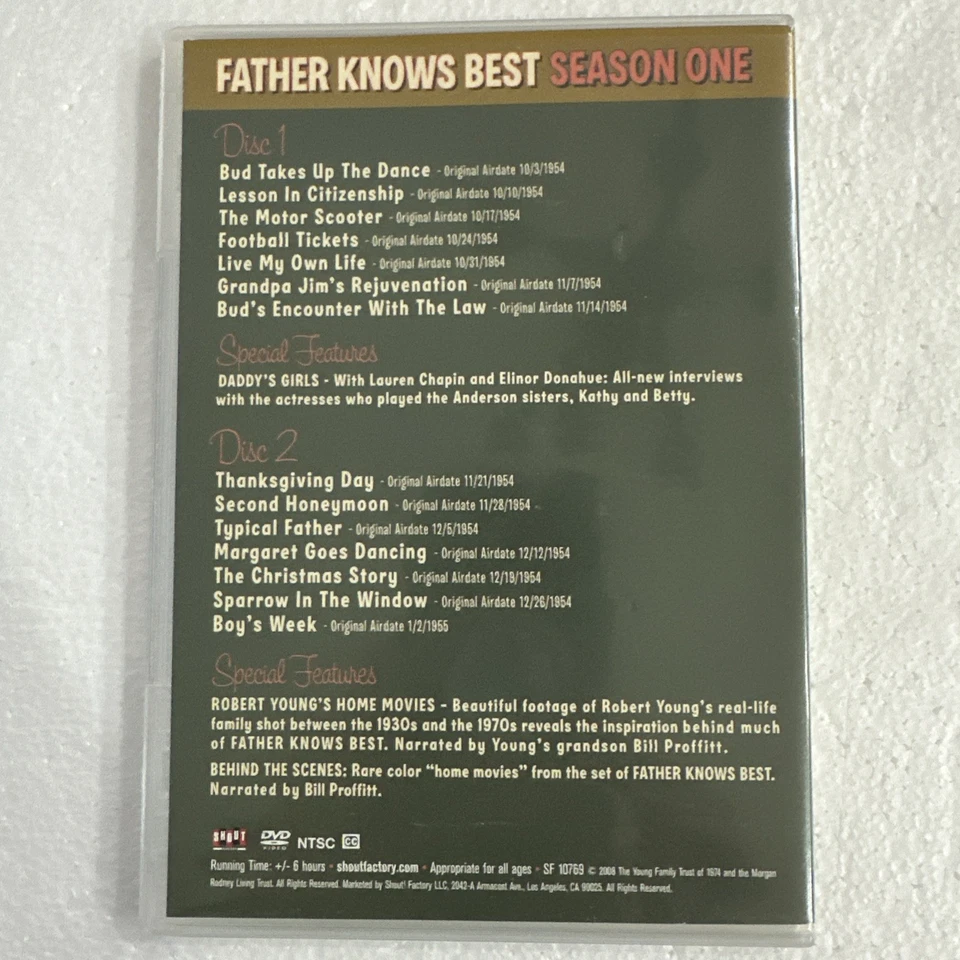 FATHER KNOWS BEST SEASON ONE
Disc 1
Bud Takes Up The Dance - Original Airdate 10/3/1954
Lesson In Citizenship - Original Airdate 10/10/1954
The Motor Scooter - Original Airdate 10/17/1954
Football Tickets - Original Airdate 10/24/1954
Live My Own Life - Original Airdate 10/31/1954
Grandpa Jim's Rejuvenation - Original Airdate 11/7/1954
Bud's Encounter With The Law - Original Airdate 11/14/1954
Special Features
DADDY'S GIRLS - With Lauren Chapin and Elinor Donahue: All-new interviews
with the actresses who played the Anderson sisters, Kathy and Betty.
Disc 2
Thanksgiving Day - Original Airdate 11/21/1954
Second Honeymoon - Original Airdate 11/28/1954
Typical Father - Original Airdate 12/5/1954
Margaret Goes Dancing - Original Airdate 12/12/1954
The Christmas Story - Original Airdate 12/19/1954
Sparrow In The Window - Original Airdate 12/26/1954
Boy's Week - Original Airdate 1/2/1955
Special Features
ROBERT YOUNG'S HOME MOVIES - Beautiful footage of Robert Young's real-life
family shot between the 1930s and the 1970s reveals the inspiration behind much
of FATHER KNOWS BEST. Narrated by Young's grandson Bill Proffitt.
BEHIND THE SCENES: Rare color "home movies" from the set of FATHER KNOWS BEST.
Narrated by Bill Proffitt.
SHOUT DVD VIDEO NTSC CC
Running Time: +/- 6 hours • shoutfactory.com • Appropriate for all ages • SF 10769 © 2008 The Young Family Trust of 1974 and the Morgan
Rodney Living Trust. All Rights Reserved. Marketed by Shout! Factory LLC, 2042-A Armacost Ave., Los Angeles, CA 90025. All Rights Reserved.